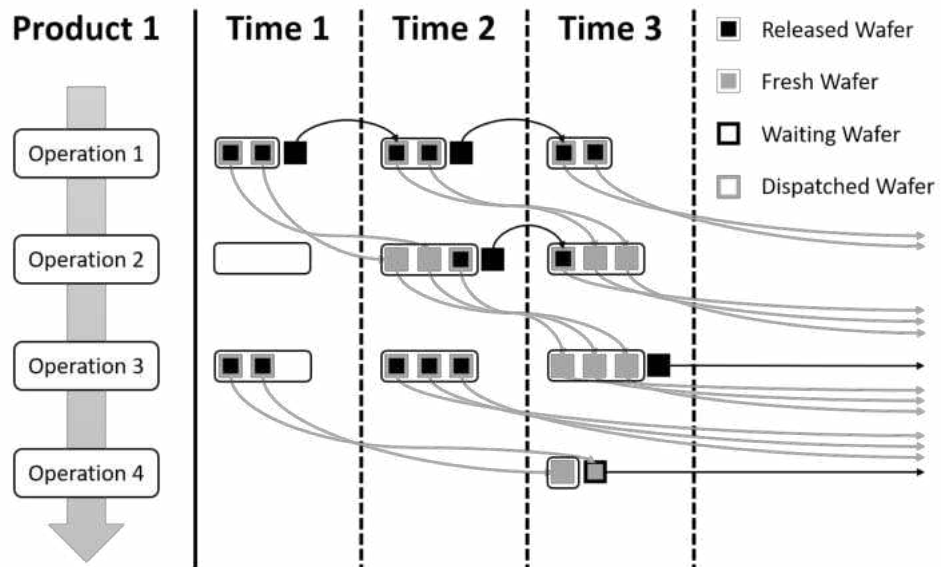 Product 1
Time 1
Time 2
Time 3
Released Wafer
Fresh Wafer
Waiting Wafer
Dispatched Wafer
Operation 1
Operation 2
Operation 3
Operation 4